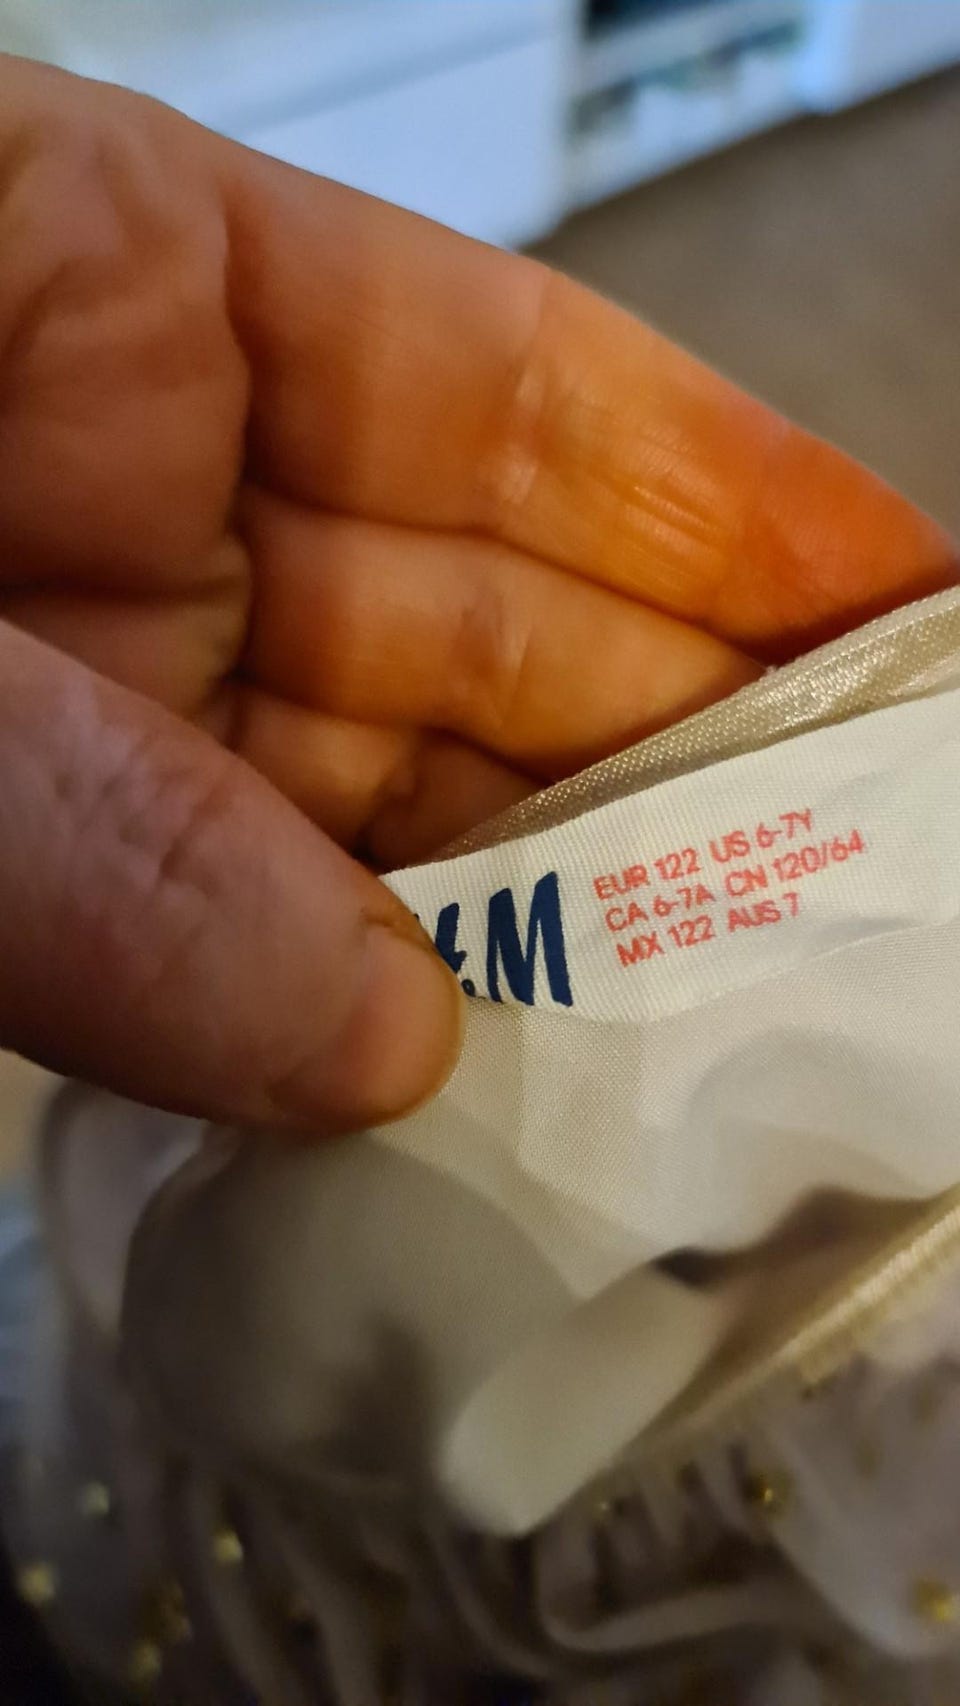 &M
EUR 122 US 6-7Y
CA 6-7A CN 120/64
MX 122 AUS 7